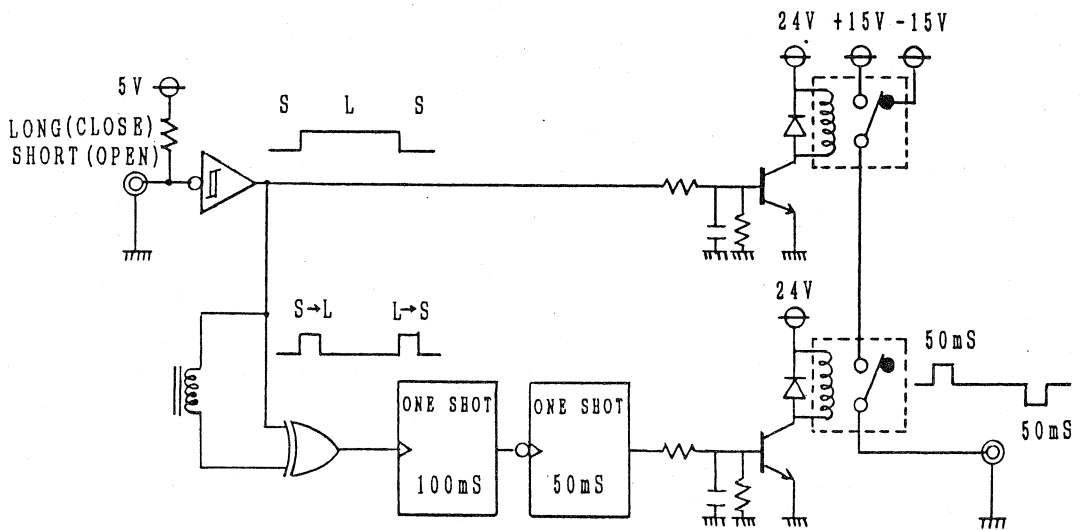 24V +15V -15V
5V
S L S
LONG(CLOSE)
SHORT(OPEN)
24V
S→L L→S
50mS
ONE SHOT ONE SHOT
50mS
100mS 50mS